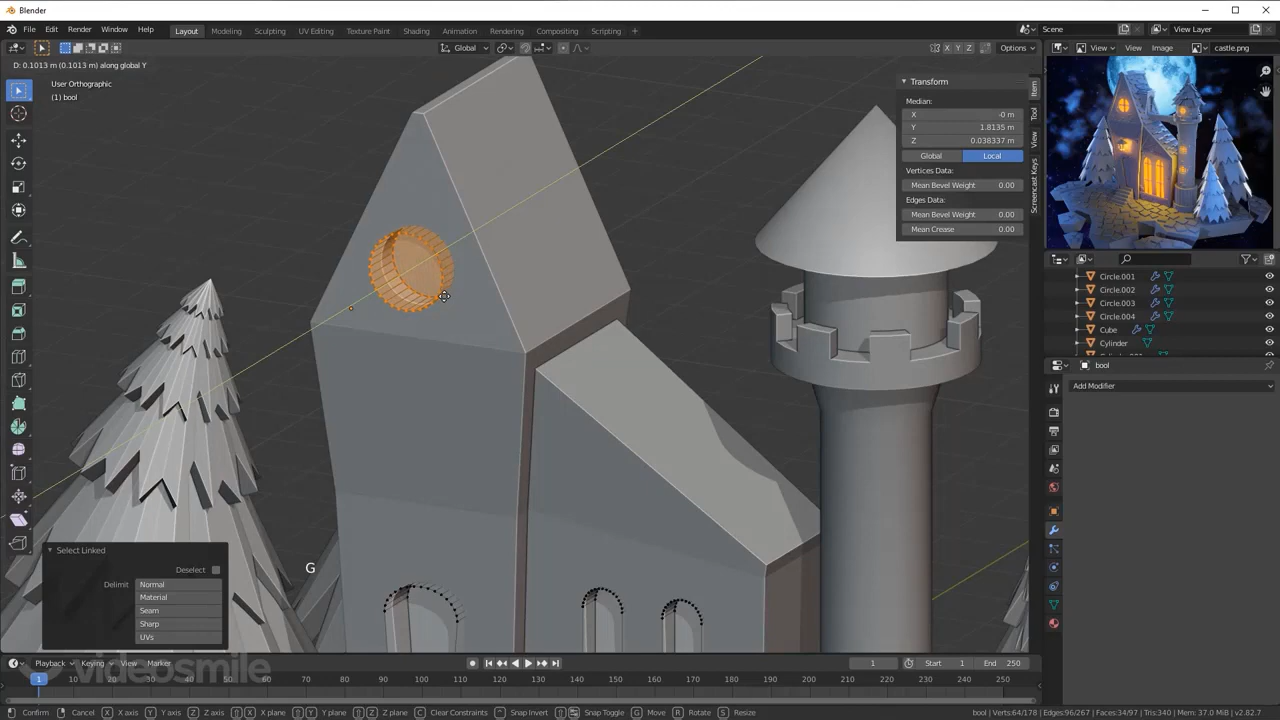 Blender
File Edit Render Window Help
Layout Modeling Sculpting UV Editing Texture Paint Shading Animation Rendering Compositing Scripting
Scene
View Layer
Global
X Y Z
Options
View View Image
castle.png
D: 0.1013 m (0.1013 m) along global Y
User Orthographic
(1) bool
Transform
Median:
X -0 m
Y 1.8135 m
Z 0.038337 m
Global Local
Vertices Data:
Mean Bevel Weight 0.00
Edges Data:
Mean Bevel Weight 0.00
Mean Crease 0.00
Item
Tool
View
Screencast Keys
Circle.001
Circle.002
Circle.003
Circle.004
Cube
Cylinder
bool
Add Modifier
G
Select Linked
Deselect
Delimit Normal
Material
Seam
Sharp
UVs
Playback Keying View Marker
1
Start 1
End 250
videosmile
1 10 20 30 40 50 60 70 80 90 100 110 120 130 140 150 160 170 180 190 200 210 220 230 240 250
Confirm Cancel X X axis Y Y axis Z Z axis X X plane Y Y plane Z Z plane C Clear Constraints Snap Invert Snap Toggle G Move R Rotate S Resize
bool | Verts:64/178 | Edges:96/267 | Faces:34/97 | Tris:340 | Mem: 37.0 MiB | v2.82.7